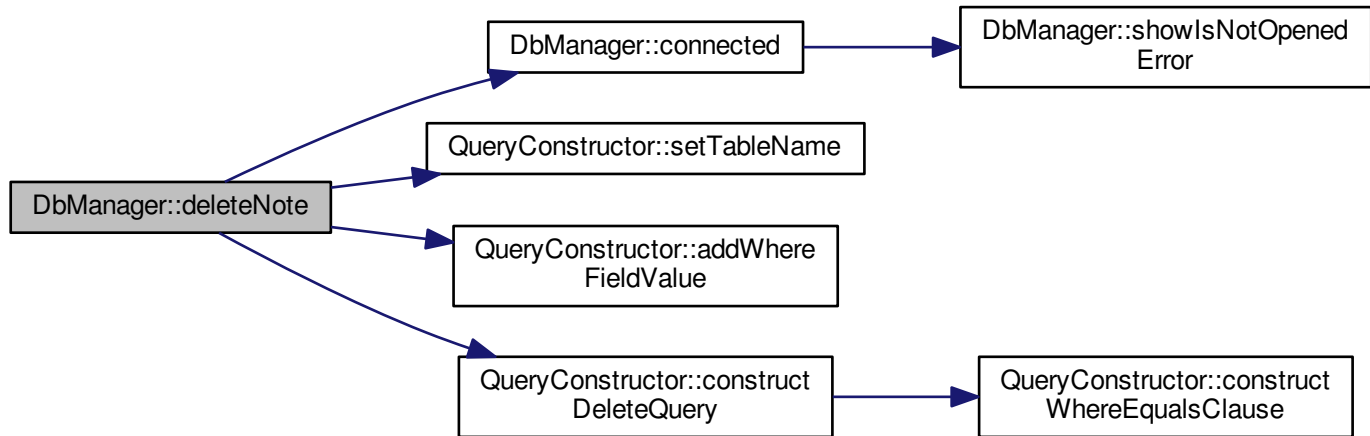 DbManager::connected
DbManager::showIsNotOpened
Error
QueryConstructor::setTableName
DbManager::deleteNote
QueryConstructor::addWhere
FieldValue
QueryConstructor::construct
DeleteQuery
QueryConstructor::construct
WhereEqualsClause